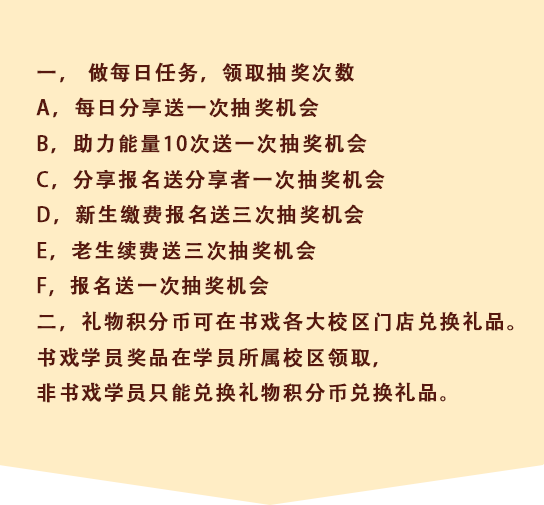 一， 做每日任务，领取抽奖次数
A，每日分享送一次抽奖机会
B，助力能量10次送一次抽奖机会
C，分享报名送分享者一次抽奖机会
D，新生缴费报名送三次抽奖机会
E，老生续费送三次抽奖机会
F，报名送一次抽奖机会
二，礼物积分币可在书戏各大校区门店兑换礼品。
书戏学员奖品在学员所属校区领取，
非书戏学员只能兑换礼物积分币兑换礼品。